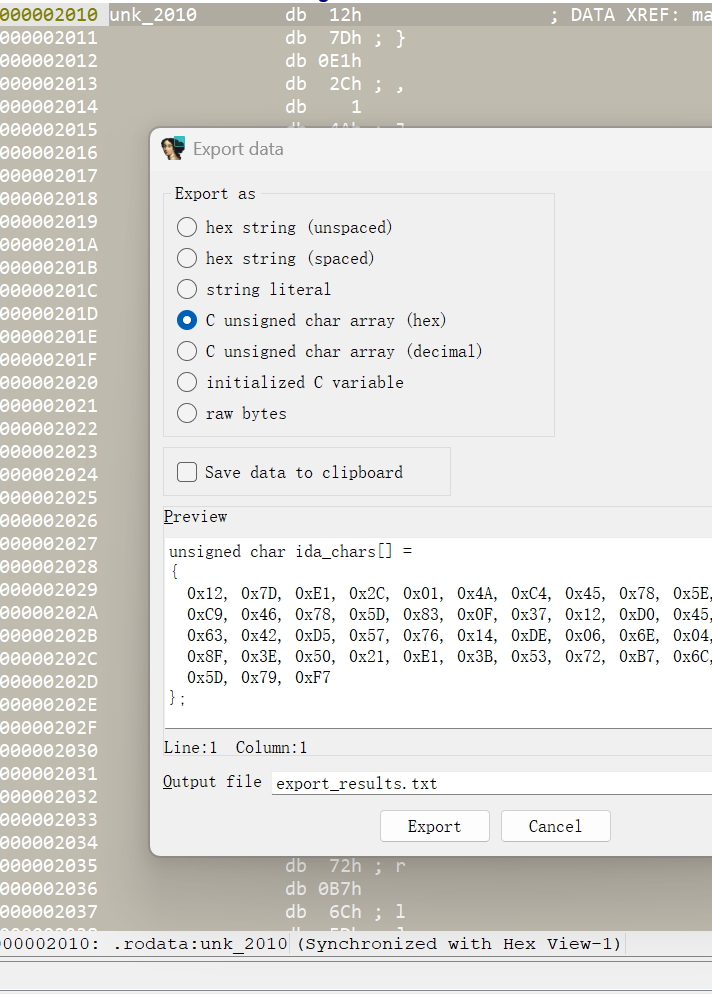 000002010 unk_2010 db 12h ; DATA XREF: ma
000002011 db 7Dh ; }
000002012 db 0E1h
000002013 db 2Ch ; ,
000002014 db 1
000002015
000002016
000002017
000002018
000002019
00000201A
00000201B
00000201C
00000201D
00000201E
00000201F
000002020
000002021
000002022
000002023
000002024
000002025
000002026
000002027
000002028
000002029
00000202A
00000202B
00000202C
00000202D
00000202E
00000202F
000002030
000002031
000002032
000002033
000002034
000002035 db 72h ; r
000002036 db 0B7h
000002037 db 6Ch ; l
Export data
Export as
hex string (unspaced)
hex string (spaced)
string literal
C unsigned char array (hex)
C unsigned char array (decimal)
initialized C variable
raw bytes
Save data to clipboard
Preview
unsigned char ida_chars[] =
{
0x12, 0x7D, 0xE1, 0x2C, 0x01, 0x4A, 0xC4, 0x45, 0x78, 0x5E,
0xC9, 0x46, 0x78, 0x5D, 0x83, 0x0F, 0x37, 0x12, 0xD0, 0x45,
0x63, 0x42, 0xD5, 0x57, 0x76, 0x14, 0xDE, 0x06, 0x6E, 0x04,
0x8F, 0x3E, 0x50, 0x21, 0xE1, 0x3B, 0x53, 0x72, 0xB7, 0x6C,
0x5D, 0x79, 0xF7
};
Line:1 Column:1
Output file export_results.txt
Export Cancel
00002010: .rodata:unk_2010 (Synchronized with Hex View-1)